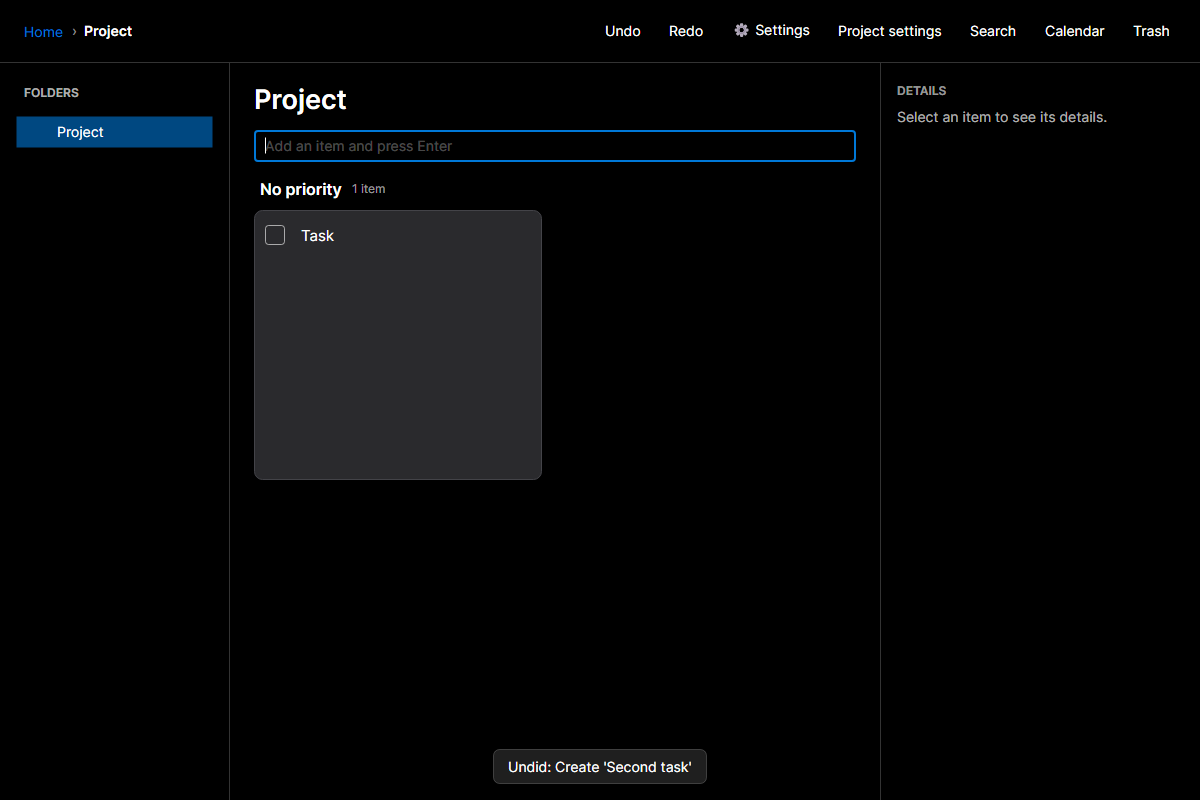 Home › Project
Undo
Redo
Settings
Project settings
Search
Calendar
Trash
FOLDERS
Project
Project
Add an item and press Enter
No priority 1 item
Task
DETAILS
Select an item to see its details.
Undid: Create 'Second task'